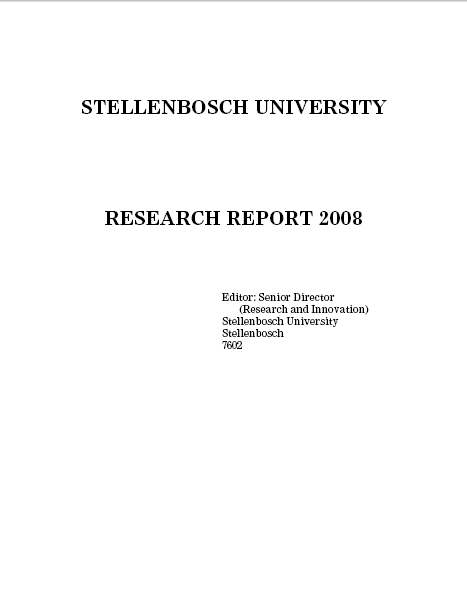 STELLENBOSCH UNIVERSITY
RESEARCH REPORT 2008
Editor: Senior Director
(Research and Innovation)
Stellenbosch University
Stellenbosch
7602